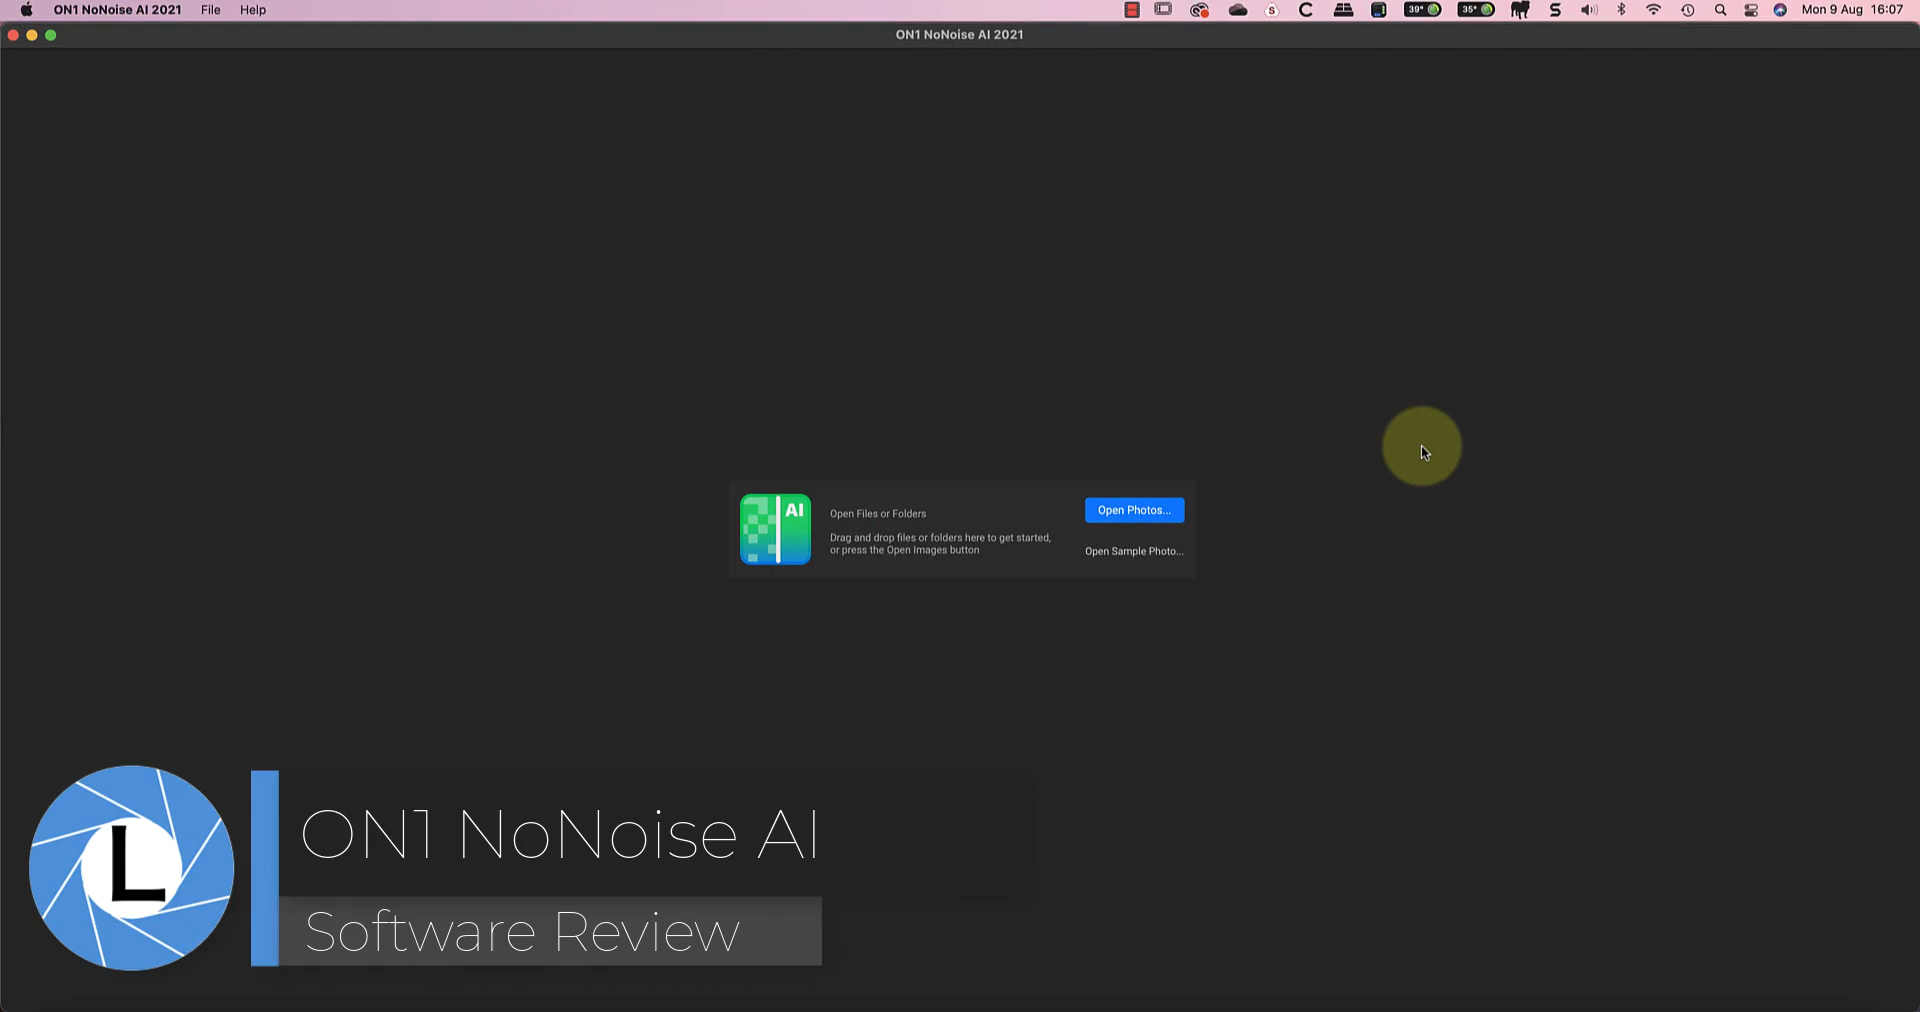 ON1 NoNoise AI 2021 File Help 39° 35° Mon 9 Aug 16:07
ON1 NoNoise AI 2021
AI
Open Files or Folders
Drag and drop files or folders here to get started,
or press the Open Images button
Open Photos...
Open Sample Photo...
L
ON1 NoNoise AI
Software Review